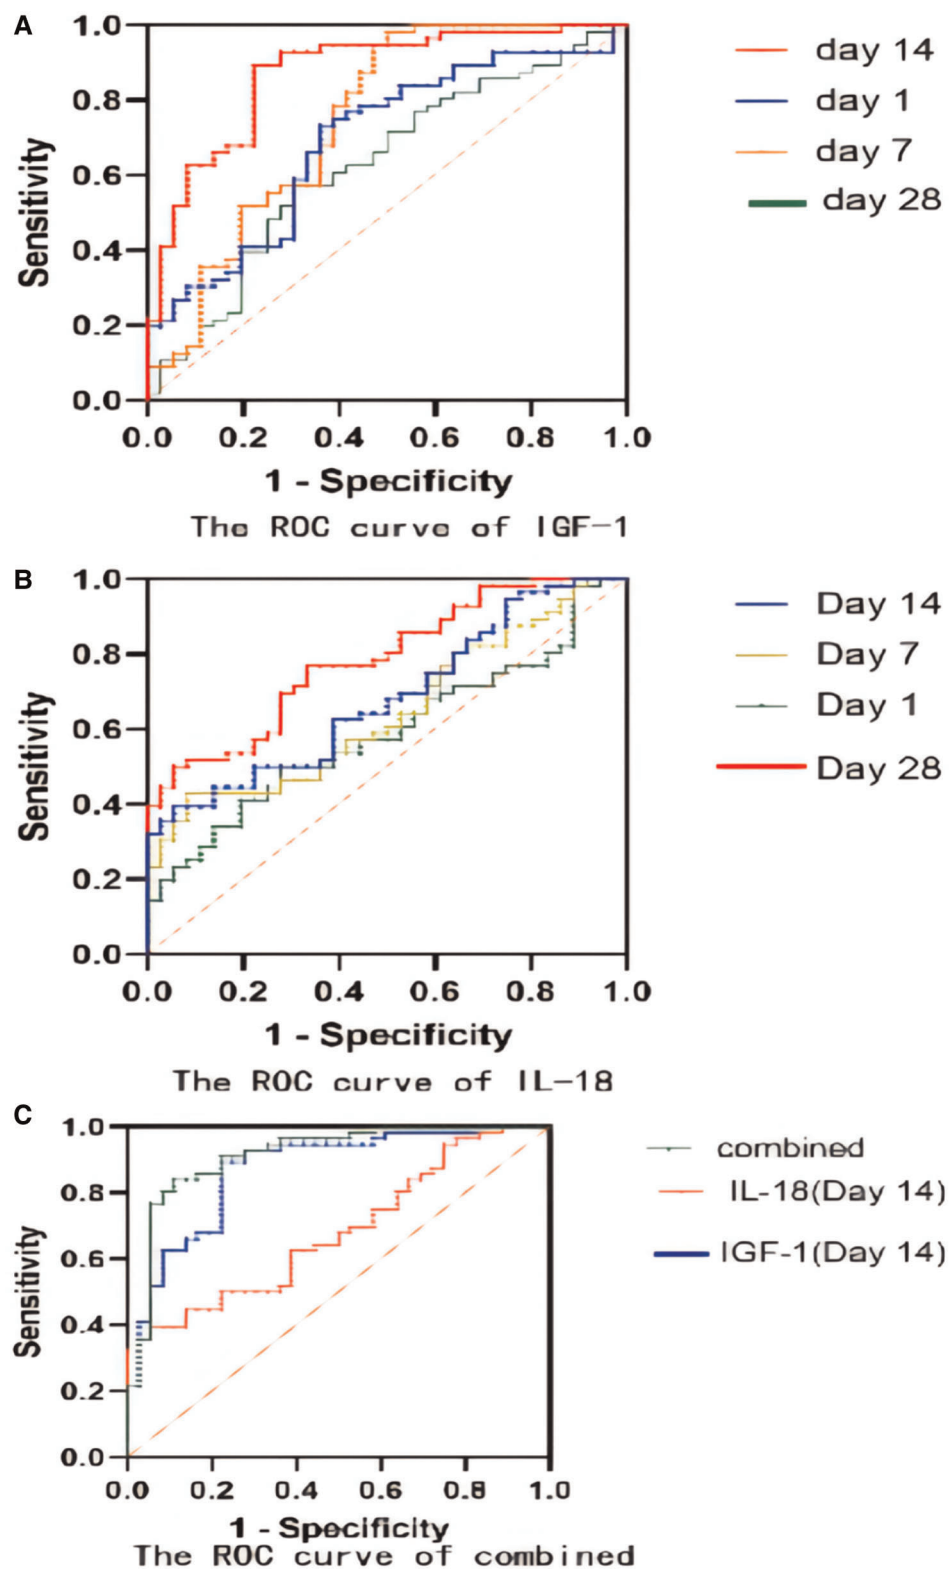 A
1.0
0.8
0.6
0.4
0.2
0.0
Sensitivity
0.0 0.2 0.4 0.6 0.8 1.0
1 - Specificity
The ROC curve of IGF-1
day 14
day 1
day 7
day 28
B
1.0
0.8
0.6
0.4
0.2
0.0
Sensitivity
0.0 0.2 0.4 0.6 0.8 1.0
1 - Specificity
The ROC curve of IL-18
Day 14
Day 7
Day 1
Day 28
C
1.0
0.8
0.6
0.4
0.2
0.0
Sensitivity
0.0 0.2 0.4 0.6 0.8 1.0
1 - Specificity
The ROC curve of combined
combined
IL-18(Day 14)
IGF-1(Day 14)